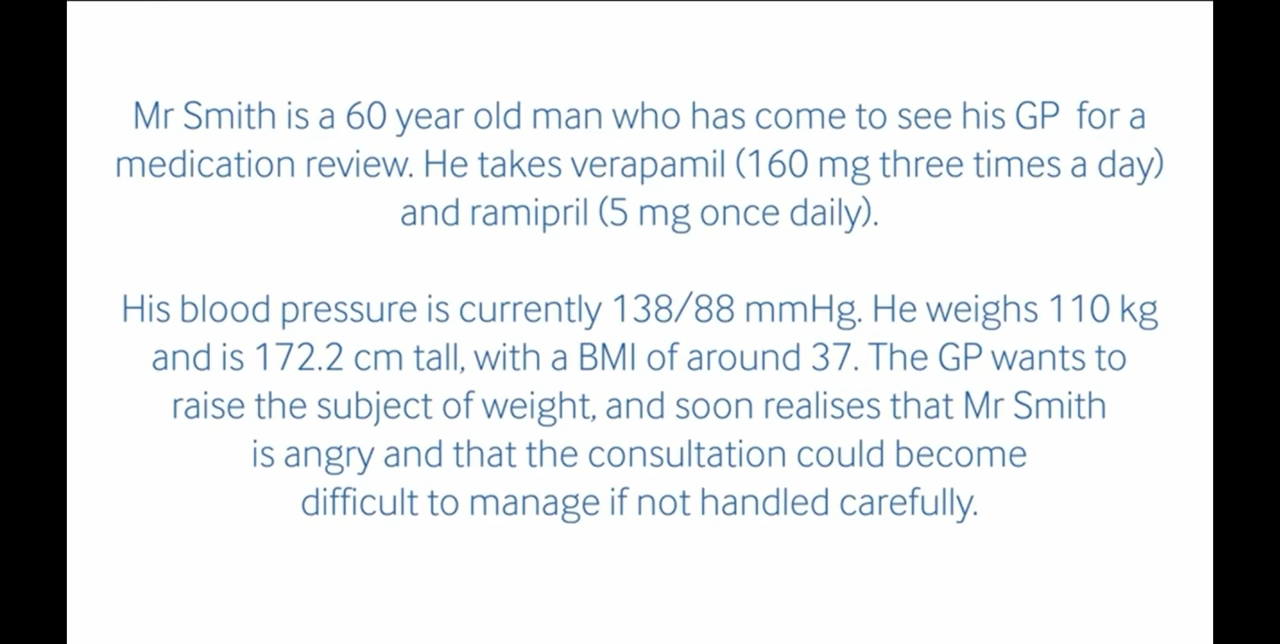 Mr Smith is a 60 year old man who has come to see his GP for a
medication review. He takes verapamil (160 mg three times a day)
and ramipril (5 mg once daily).
His blood pressure is currently 138/88 mmHg. He weighs 110 kg
and is 172.2 cm tall, with a BMI of around 37. The GP wants to
raise the subject of weight, and soon realises that Mr Smith
is angry and that the consultation could become
difficult to manage if not handled carefully.